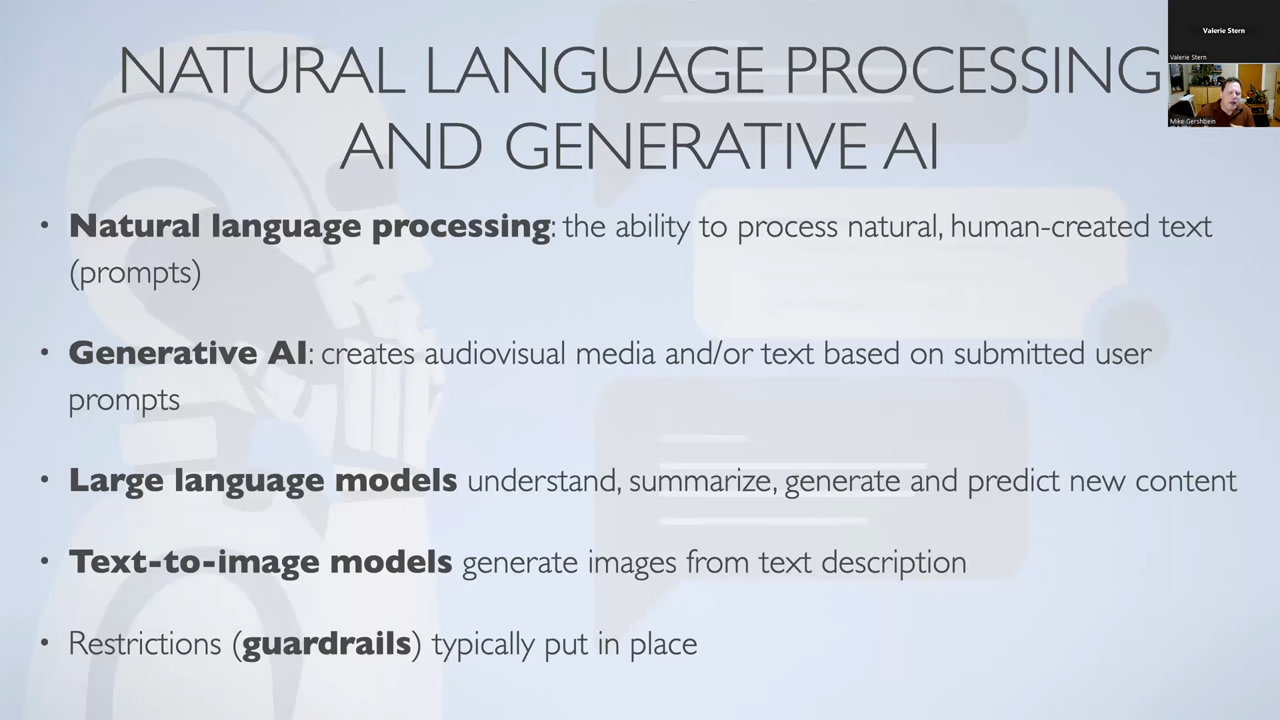 NATURAL LANGUAGE PROCESSING
AND GENERATIVE AI
Valerie Stern
Valerie Stern
Mike Gershbein
• Natural language processing: the ability to process natural, human-created text
(prompts)
• Generative AI: creates audiovisual media and/or text based on submitted user
prompts
• Large language models understand, summarize, generate and predict new content
• Text-to-image models generate images from text description
• Restrictions (guardrails) typically put in place